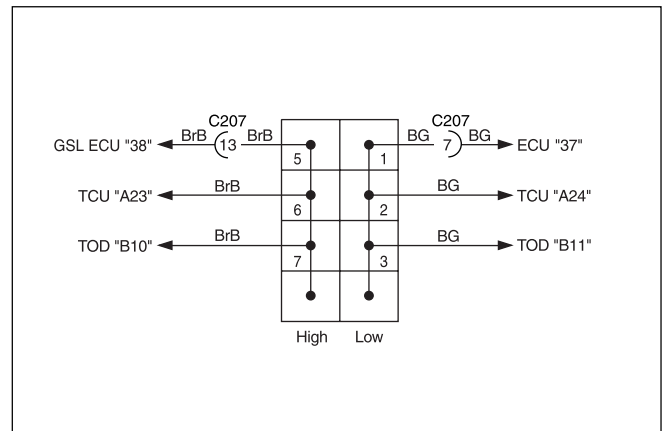 C207 C207
GSL ECU "38" BrB 13 BrB 5 1 BG 7 BG ECU "37"
TCU "A23" BrB 6 2 BG TCU "A24"
TOD "B10" BrB 7 3 BG TOD "B11"
High Low